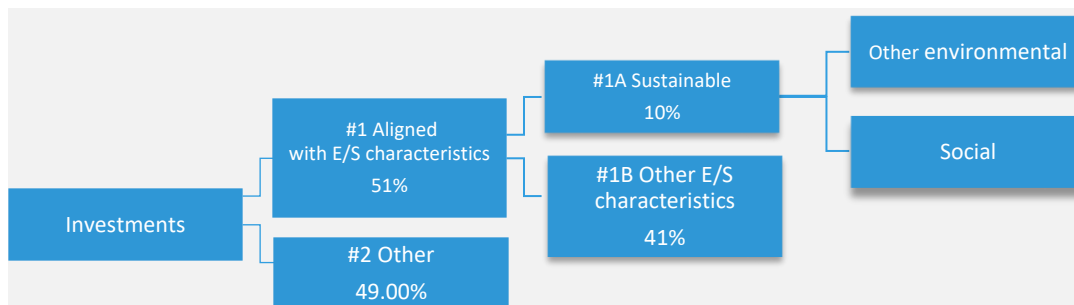 Investments
#1 Aligned
with E/S characteristics
51%
#2 Other
49.00%
#1A Sustainable
10%
#1B Other E/S
characteristics
41%
Other environmental
Social